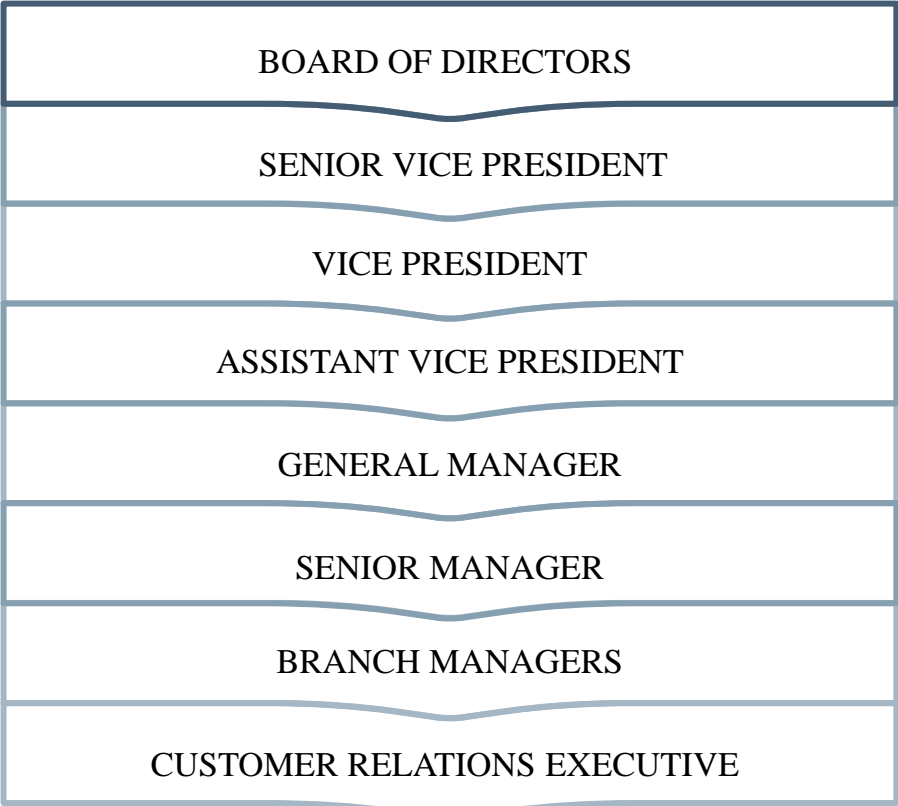 BOARD OF DIRECTORS
SENIOR VICE PRESIDENT
VICE PRESIDENT
ASSISTANT VICE PRESIDENT
GENERAL MANAGER
SENIOR MANAGER
BRANCH MANAGERS
CUSTOMER RELATIONS EXECUTIVE